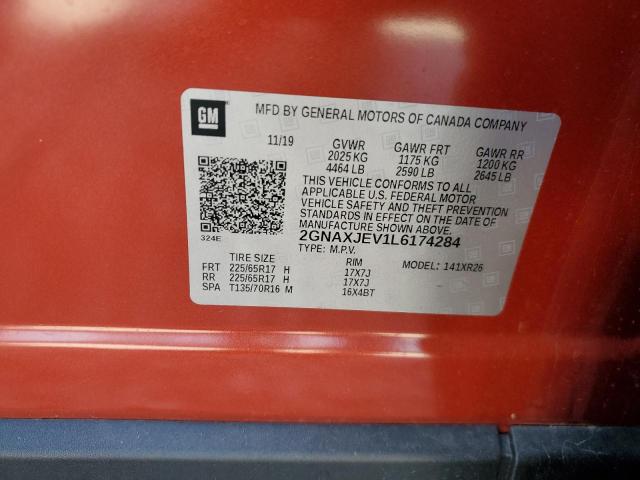 GM
MFD BY GENERAL MOTORS OF CANADA COMPANY
11/19 GVWR GAWR FRT GAWR RR
2025 KG 1175 KG 1200 KG
4464 LB 2590 LB 2645 LB
THIS VEHICLE CONFORMS TO ALL
APPLICABLE U.S. FEDERAL MOTOR
VEHICLE SAFETY AND THEFT PREVENTION
STANDARDS IN EFFECT ON THE DATE OF
MANUFACTURE SHOWN ABOVE.
324E 2GNAXJEV1L6174284
TYPE: M.P.V.
TIRE SIZE RIM MODEL: 141XR26
FRT 225/65R17 H 17X7J
RR 225/65R17 H 17X7J
SPA T135/70R16 M 16X4BT